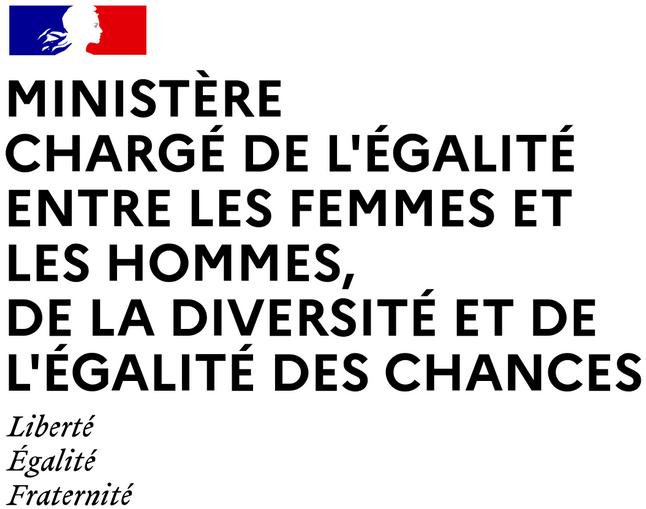 MINISTÈRE
CHARGÉ DE L'ÉGALITÉ
ENTRE LES FEMMES ET
LES HOMMES,
DE LA DIVERSITÉ ET DE
L'ÉGALITÉ DES CHANCES
Liberté
Égalité
Fraternité